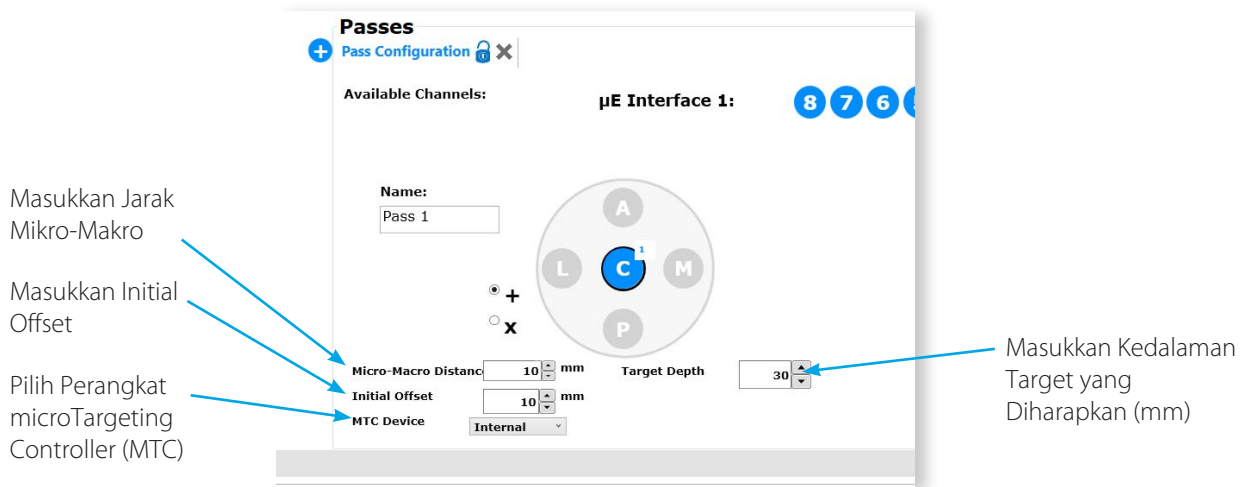 Passes
Pass Configuration
Available Channels:
µE Interface 1:
8 7 6
Masukkan Jarak
Mikro-Makro
Masukkan Initial
Offset
Pilih Perangkat
microTargeting
Controller (MTC)
Name:
Pass 1
A
L C 1 M
P
+
x
Micro-Macro Distanc 10 mm
Target Depth 30
Initial Offset 10 mm
MTC Device Internal
Masukkan Kedalaman
Target yang
Diharapkan (mm)